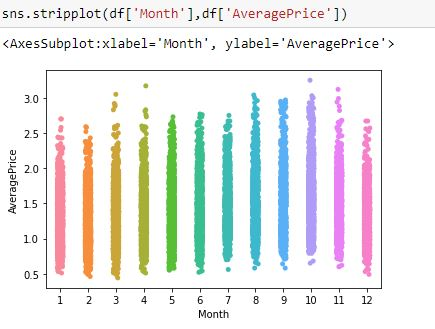 sns.stripplot(df['Month'],df['AveragePrice'])
<AxesSubplot:xlabel='Month', ylabel='AveragePrice'>
3.0
2.5
2.0
1.5
1.0
0.5
AveragePrice
1 2 3 4 5 6 7 8 9 10 11 12
Month